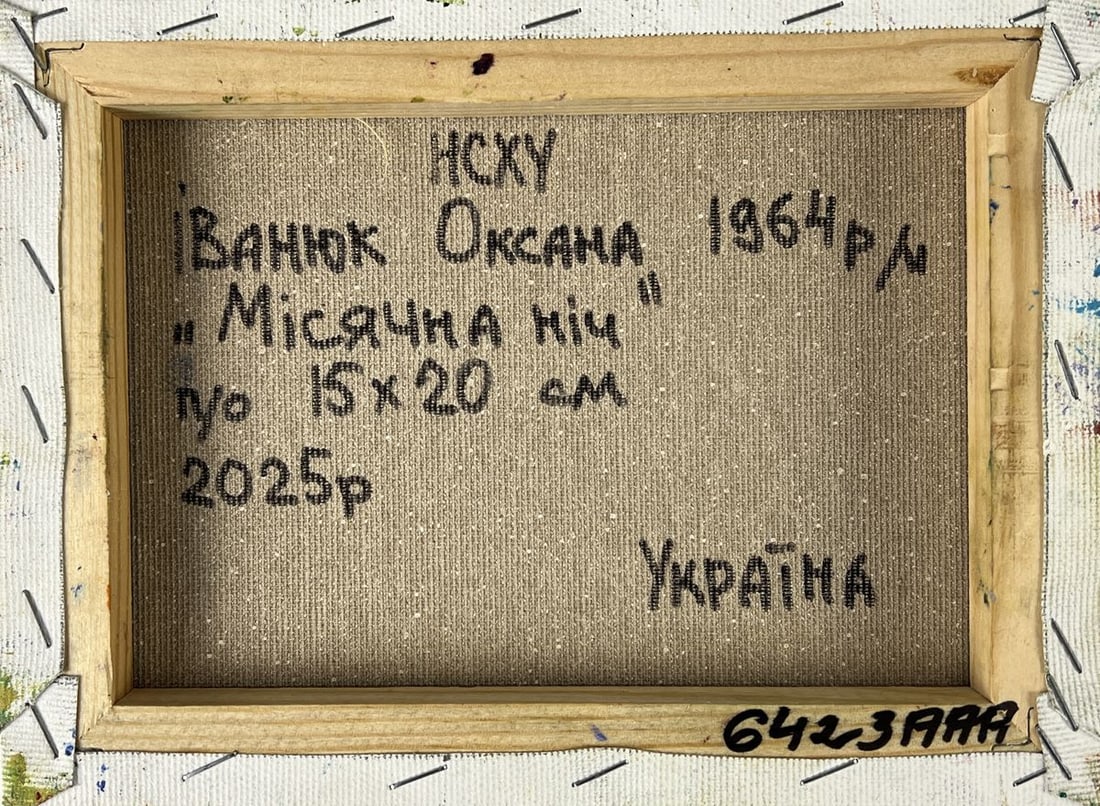 НСХУ
Іванюк Оксана 1964р/н
„Місячна ніч"
п/о 15х20 см
2025р
Україна
6423ААА